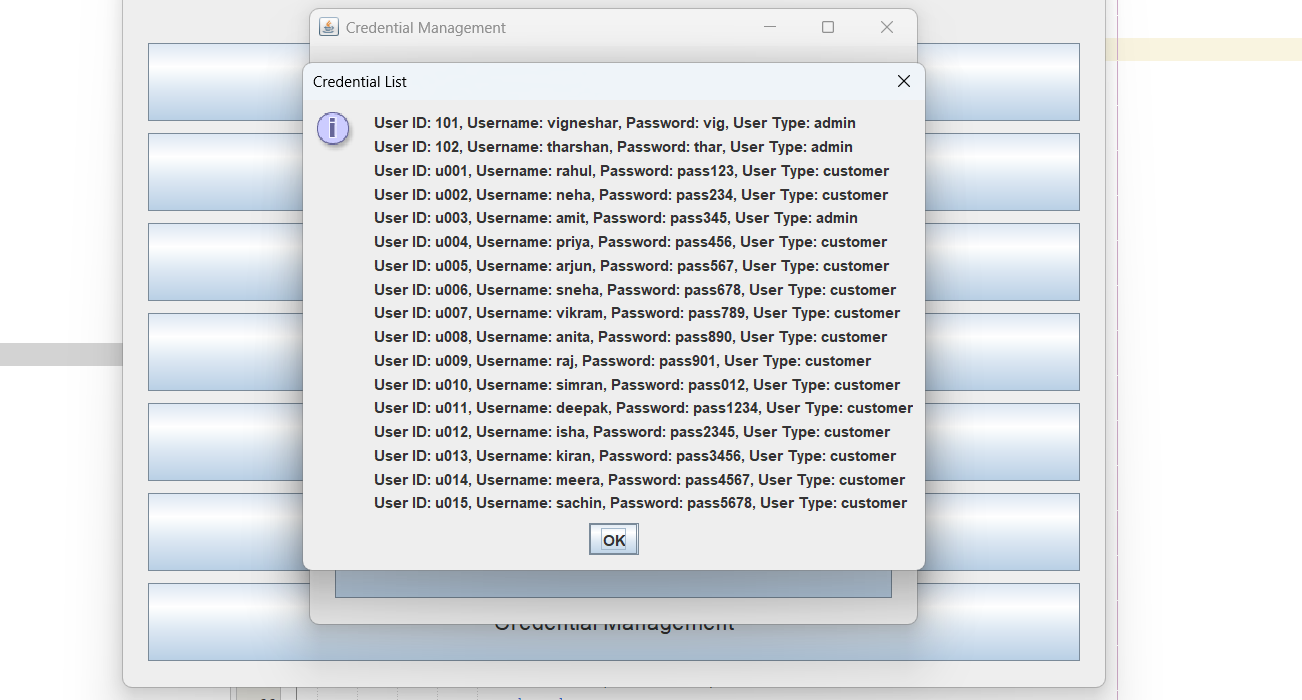 Credential Management
Credential List
User ID: 101, Username: vigneshar, Password: vig, User Type: admin
User ID: 102, Username: tharshan, Password: thar, User Type: admin
User ID: u001, Username: rahul, Password: pass123, User Type: customer
User ID: u002, Username: neha, Password: pass234, User Type: customer
User ID: u003, Username: amit, Password: pass345, User Type: admin
User ID: u004, Username: priya, Password: pass456, User Type: customer
User ID: u005, Username: arjun, Password: pass567, User Type: customer
User ID: u006, Username: sneha, Password: pass678, User Type: customer
User ID: u007, Username: vikram, Password: pass789, User Type: customer
User ID: u008, Username: anita, Password: pass890, User Type: customer
User ID: u009, Username: raj, Password: pass901, User Type: customer
User ID: u010, Username: simran, Password: pass012, User Type: customer
User ID: u011, Username: deepak, Password: pass1234, User Type: customer
User ID: u012, Username: isha, Password: pass2345, User Type: customer
User ID: u013, Username: kiran, Password: pass3456, User Type: customer
User ID: u014, Username: meera, Password: pass4567, User Type: customer
User ID: u015, Username: sachin, Password: pass5678, User Type: customer
OK
Credential Management